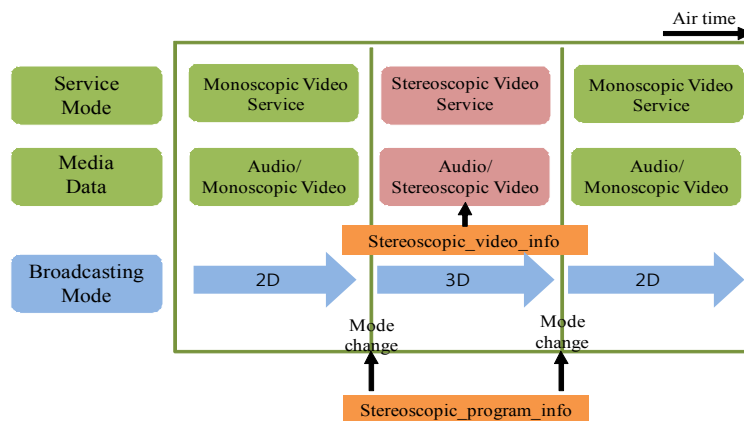 Air time
Service
Mode
Monoscopic Video
Service
Stereoscopic Video
Service
Monoscopic Video
Service
Media
Data
Audio/
Monoscopic Video
Audio/
Stereoscopic Video
Audio/
Monoscopic Video
Stereoscopic_video_info
Broadcasting
Mode
2D
3D
2D
Mode
change
Mode
change
Stereoscopic_program_info